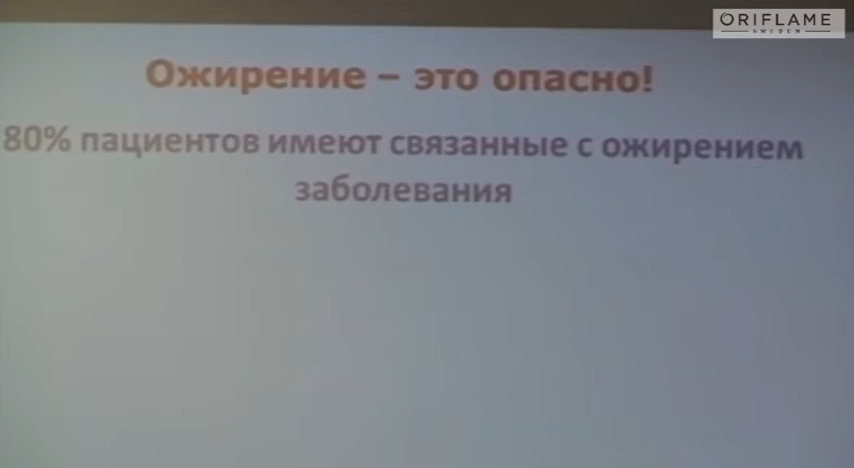 ORIFLAME
SWEDEN
Ожирение – это опасно!
80% пациентов имеют связанные с ожирением
заболевания